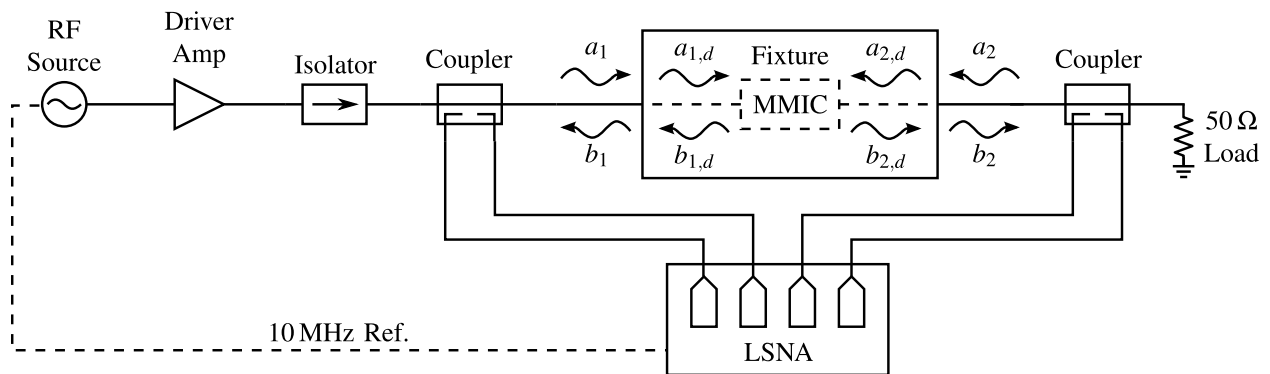 RF
Source
Driver
Amp
Isolator
Coupler
a₁
b₁
a₁,d
b₁,d
Fixture
MMIC
a₂,d
b₂,d
a₂
b₂
Coupler
50 Ω
Load
10 MHz Ref.
LSNA